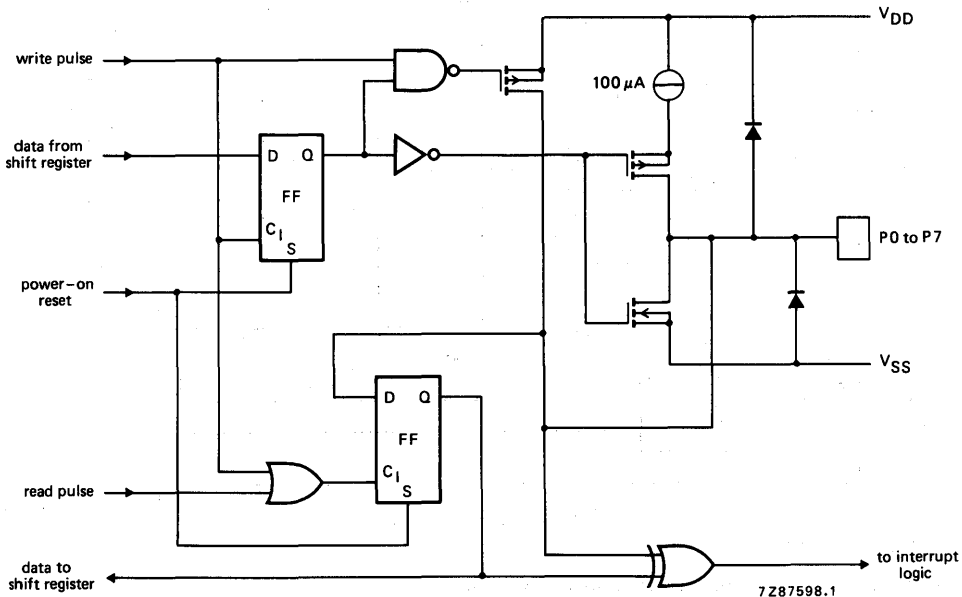 V_DD
write pulse
100 µA
data from
shift register
D Q
FF
C_I
S
P0 to P7
power-on
reset
V_SS
D Q
FF
C_I
S
read pulse
data to
shift register
to interrupt
logic
7Z87598.1